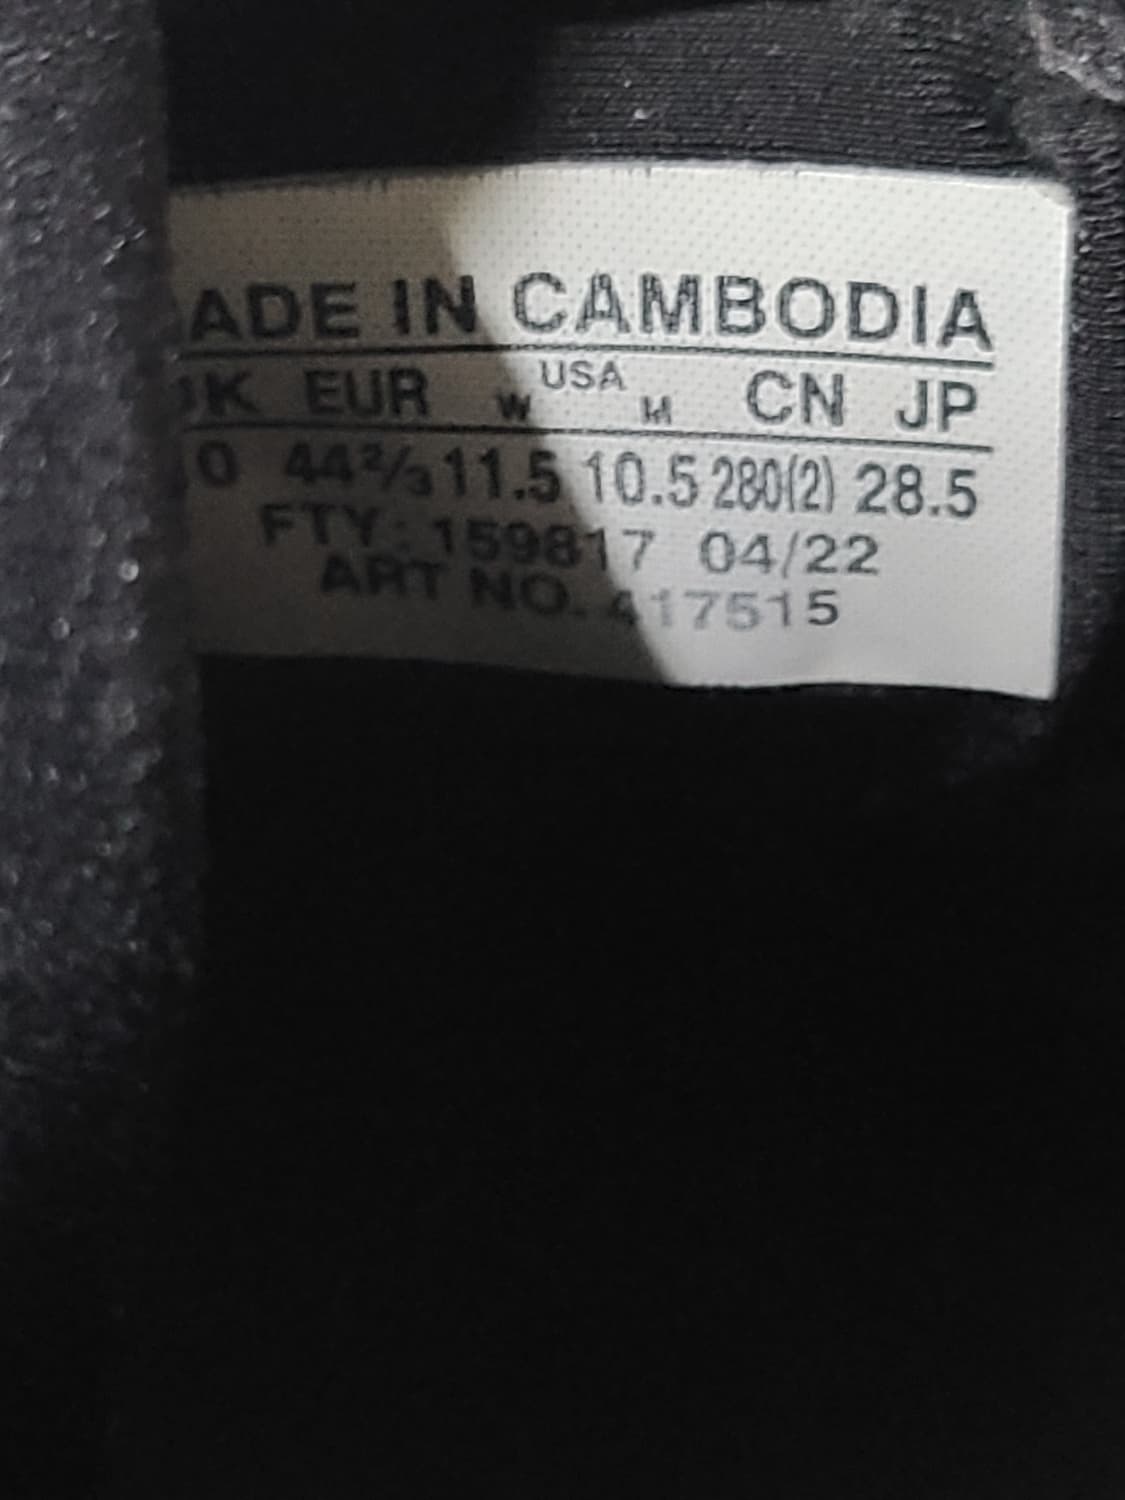 ADE IN CAMBODIA
UK EUR W USA M CN JP
0 44⅔ 11.5 10.5 280(2) 28.5
FTY: 159817 04/22
ART NO. 417515